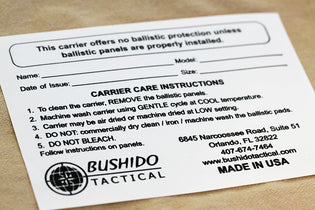 This carrier offers no ballistic protection unless
ballistic panels are properly installed.
Model:
Name:
Size:
Date of Issue:
CARRIER CARE INSTRUCTIONS
1. To clean the carrier, REMOVE the ballistic panels.
2. Machine wash carrier using GENTLE cycle at COOL temperature.
3. Carrier may be air dried or machine dried at LOW setting.
4. DO NOT: commercially dry clean / iron / machine wash the ballistic pads.
5. DO NOT BLEACH.
Follow instructions on panels.
6845 Narcoossee Road, Suite 51
Orlando, FL 32822
407-674-7464
www.bushidotactical.com
MADE IN USA
BUSHIDO
TACTICAL